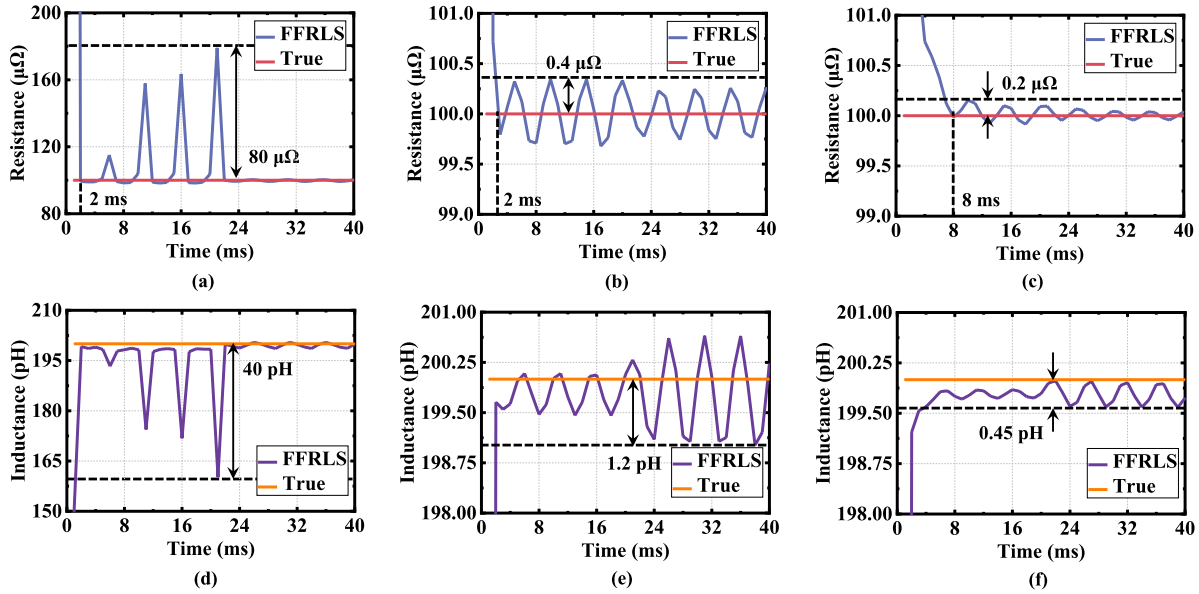 (a)
Resistance (μΩ)
200
160
120
80
FFRLS
True
80 μΩ
2 ms
0 8 16 24 32 40
Time (ms)
(b)
Resistance (μΩ)
101.0
100.5
100.0
99.5
99.0
FFRLS
True
0.4 μΩ
2 ms
0 8 16 24 32 40
Time (ms)
(c)
Resistance (μΩ)
101.0
100.5
100.0
99.5
99.0
FFRLS
True
0.2 μΩ
8 ms
0 8 16 24 32 40
Time (ms)
(d)
Inductance (pH)
210
195
180
165
150
40 pH
FFRLS
True
0 8 16 24 32 40
Time (ms)
(e)
Inductance (pH)
201.00
200.25
199.50
198.75
198.00
1.2 pH
FFRLS
True
0 8 16 24 32 40
Time (ms)
(f)
Inductance (pH)
201.00
200.25
199.50
198.75
198.00
0.45 pH
FFRLS
True
0 8 16 24 32 40
Time (ms)